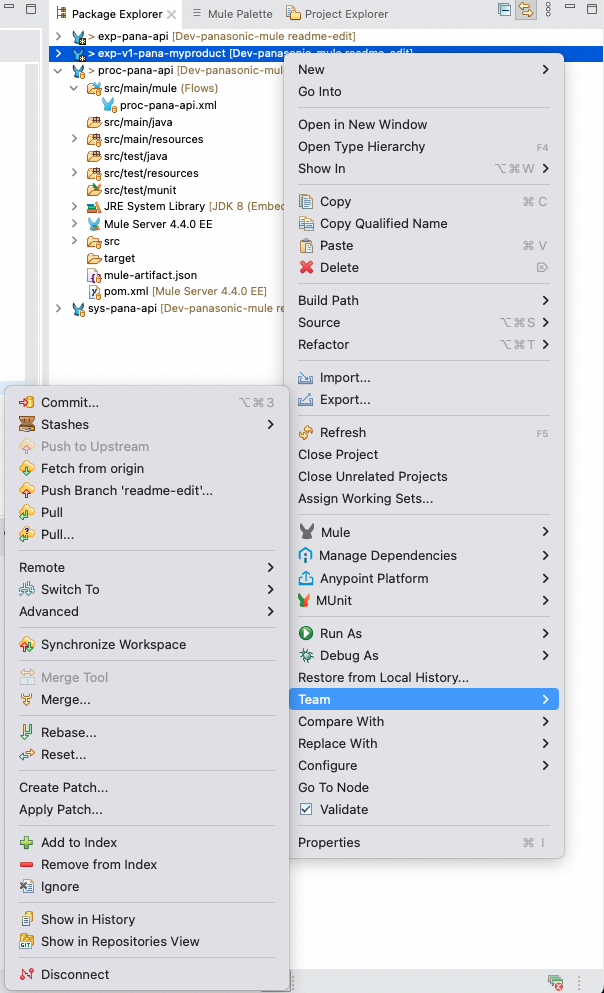 Package Explorer
Mule Palette
Project Explorer
> exp-pana-api [Dev-panasonic-mule readme-edit]
> exp-v1-pana-myproduct [Dev-panasonic-mule readme-edit]
> proc-pana-api [Dev-panasonic-mul
src/main/mule (Flows)
proc-pana-api.xml
src/main/java
src/main/resources
src/test/java
src/test/resources
src/test/munit
JRE System Library [JDK 8 (Embec
Mule Server 4.4.0 EE
src
target
mule-artifact.json
pom.xml [Mule Server 4.4.0 EE]
sys-pana-api [Dev-panasonic-mule re
New
Go Into
Open in New Window
Open Type Hierarchy F4
Show In ⌥⌘W
Copy ⌘C
Copy Qualified Name
Paste ⌘V
Delete ⌦
Build Path
Source ⌥⌘S
Refactor ⌥⌘T
Import...
Export...
Refresh F5
Close Project
Close Unrelated Projects
Assign Working Sets...
Mule
Manage Dependencies
Anypoint Platform
MUnit
Run As
Debug As
Restore from Local History...
Team
Compare With
Replace With
Configure
Go To Node
Validate
Properties ⌘I
Commit... ⌥⌘3
Stashes
Push to Upstream
Fetch from origin
Push Branch 'readme-edit'...
Pull
Pull...
Remote
Switch To
Advanced
Synchronize Workspace
Merge Tool
Merge...
Rebase...
Reset...
Create Patch...
Apply Patch...
Add to Index
Remove from Index
Ignore
Show in History
Show in Repositories View
Disconnect